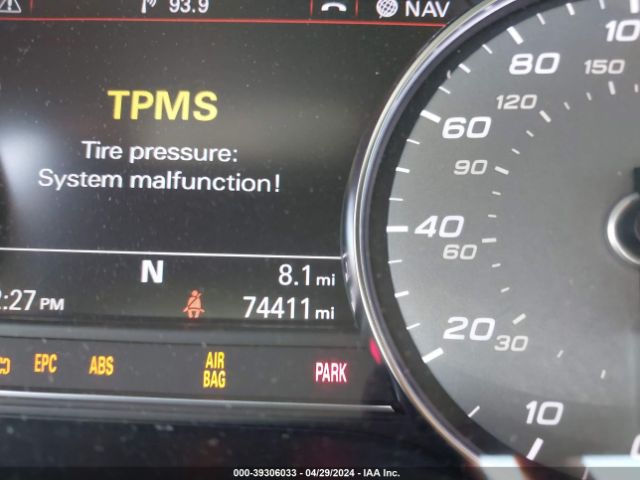 93.9
NAV
TPMS
Tire pressure:
System malfunction!
N
8.1 mi
:27 PM
74411 mi
EPC
ABS
AIR
BAG
PARK
80
150
120
60
90
40
60
20
30
10
000-39306033 - 04/29/2024 - IAA Inc.